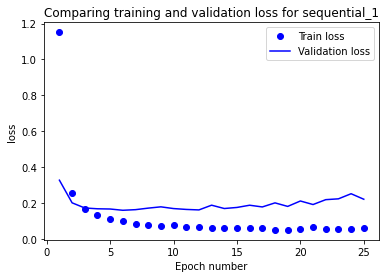 Comparing training and validation loss for sequential_1
Train loss
Validation loss
loss
1.2
1.0
0.8
0.6
0.4
0.2
0.0
0 5 10 15 20 25
Epoch number